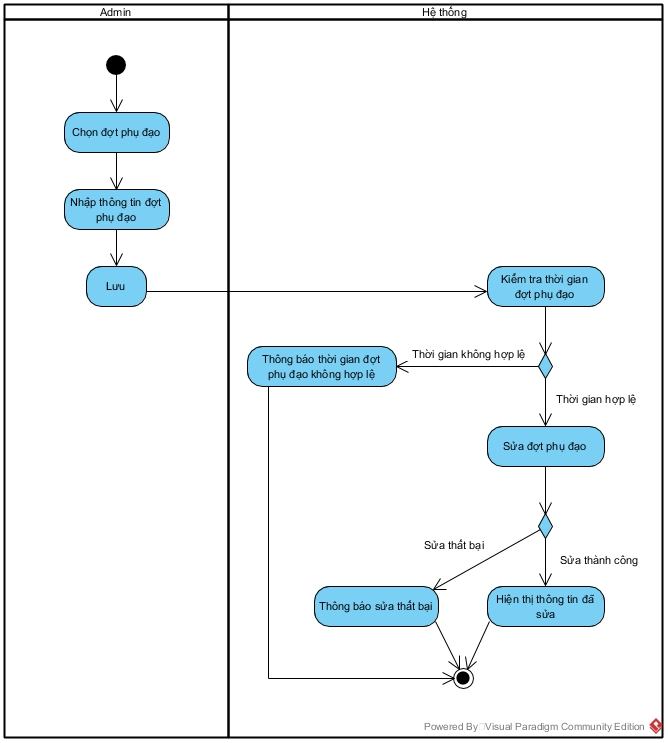 Admin
Hệ thống
Chọn đợt phụ đạo
Nhập thông tin đợt
phụ đạo
Lưu
Kiểm tra thời gian
đợt phụ đạo
Thời gian không hợp lệ
Thông báo thời gian đợt
phụ đạo không hợp lệ
Thời gian hợp lệ
Sửa đợt phụ đạo
Sửa thất bại
Sửa thành công
Thông báo sửa thất bại
Hiện thị thông tin đã
sửa
Powered By Visual Paradigm Community Edition